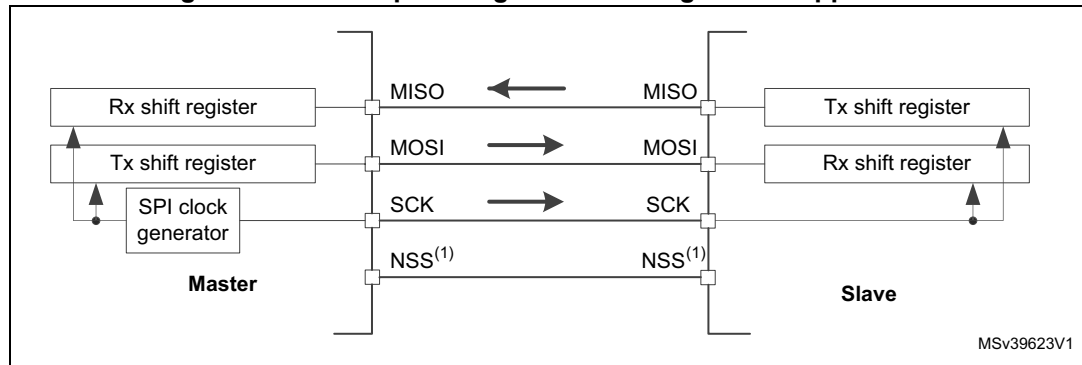 MISO MISO
Rx shift register Tx shift register
MOSI MOSI
Tx shift register Rx shift register
SPI clock
generator
SCK SCK
NSS(1) NSS(1)
Master Slave
MSv39623V1